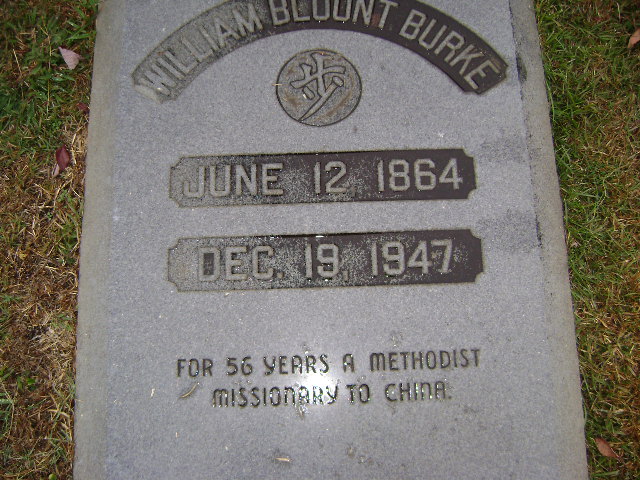 WILLIAM BLOUNT BURKE
步
JUNE 12 1864
DEC. 19, 1947
FOR 56 YEARS A METHODIST
MISSIONARY TO CHINA.